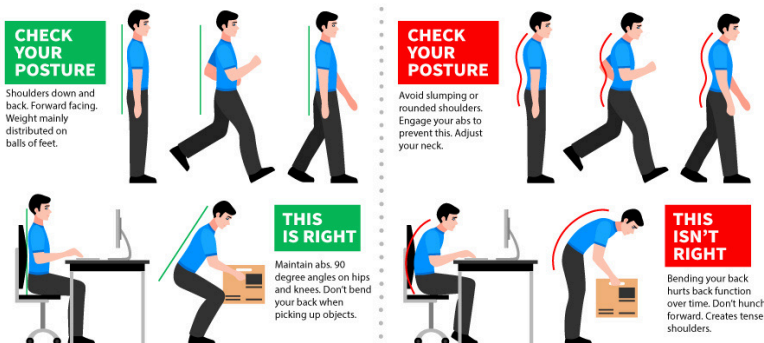 CHECK
YOUR
POSTURE
Shoulders down and
back. Forward facing.
Weight mainly
distributed on
balls of feet.
THIS
IS RIGHT
Maintain abs. 90
degree angles on hips
and knees. Don't bend
your back when
picking up objects.
CHECK
YOUR
POSTURE
Avoid slumping or
rounded shoulders.
Engage your abs to
prevent this. Adjust
your neck.
THIS
ISN'T
RIGHT
Bending your back
hurts back function
over time. Don't hunch
forward. Creates tense
shoulders.